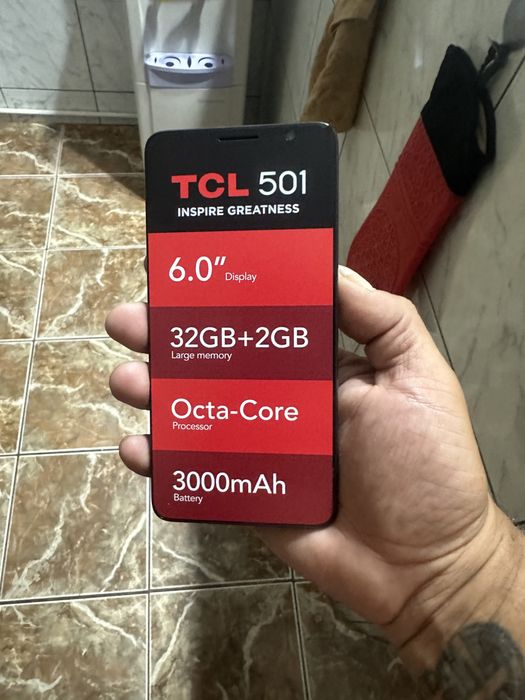 TCL 501
INSPIRE GREATNESS
6.0” Display
32GB+2GB
Large memory
Octa-Core
Processor
3000mAh
Battery